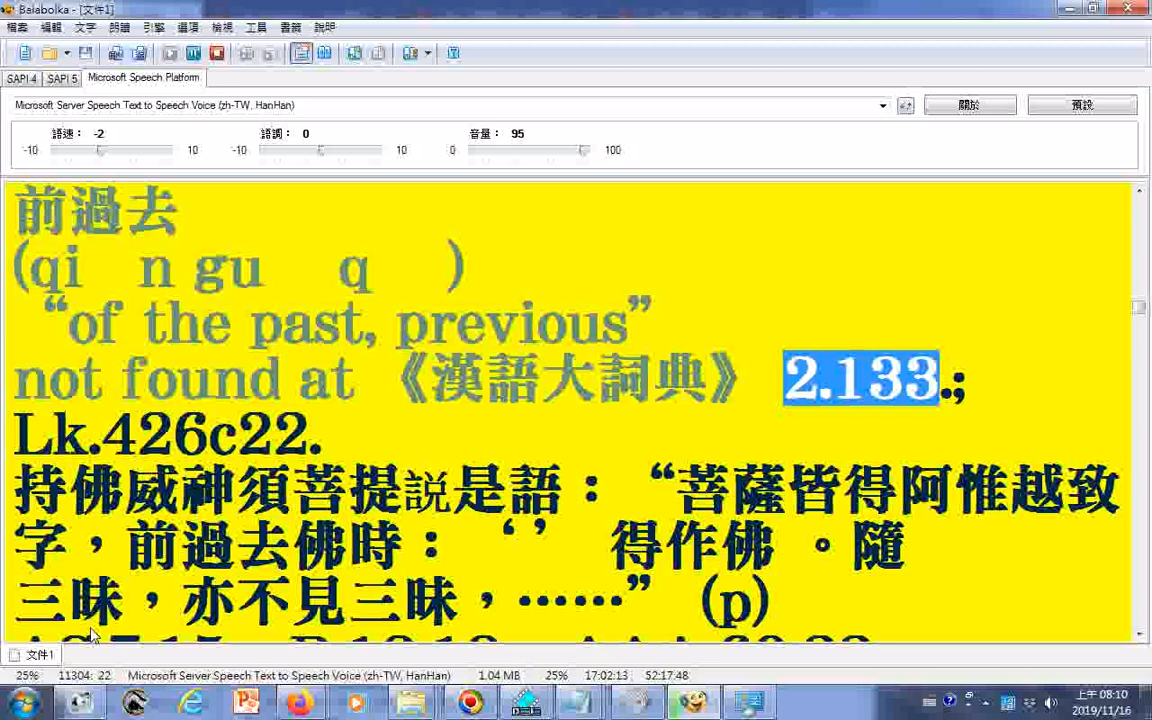 Balabolka - [文件1]
檔案 編輯 文字 朗讀 引擎 選項 檢視 工具 書籤 說明
SAPI 4 SAPI 5 Microsoft Speech Platform
Microsoft Server Speech Text to Speech Voice (zh-TW, HanHan) 關於 預設
語速： -2 語調： 0 音量： 95
-10 10 -10 10 0 100
前過去
(qi n gu q )
“of the past, previous”
not found at 《漢語大詞典》 2.133.;
Lk.426c22.
持佛威神須菩提説是語：“菩薩皆得阿惟越致
字，前過去佛時：‘’ 得作佛 。隨
三昧，亦不見三昧，……” (p)
文件1
25% 11304: 22 Microsoft Server Speech Text to Speech Voice (zh-TW, HanHan) 1.04 MB 25% 17:02:13 52:17:48
上午 08:10
2019/11/16